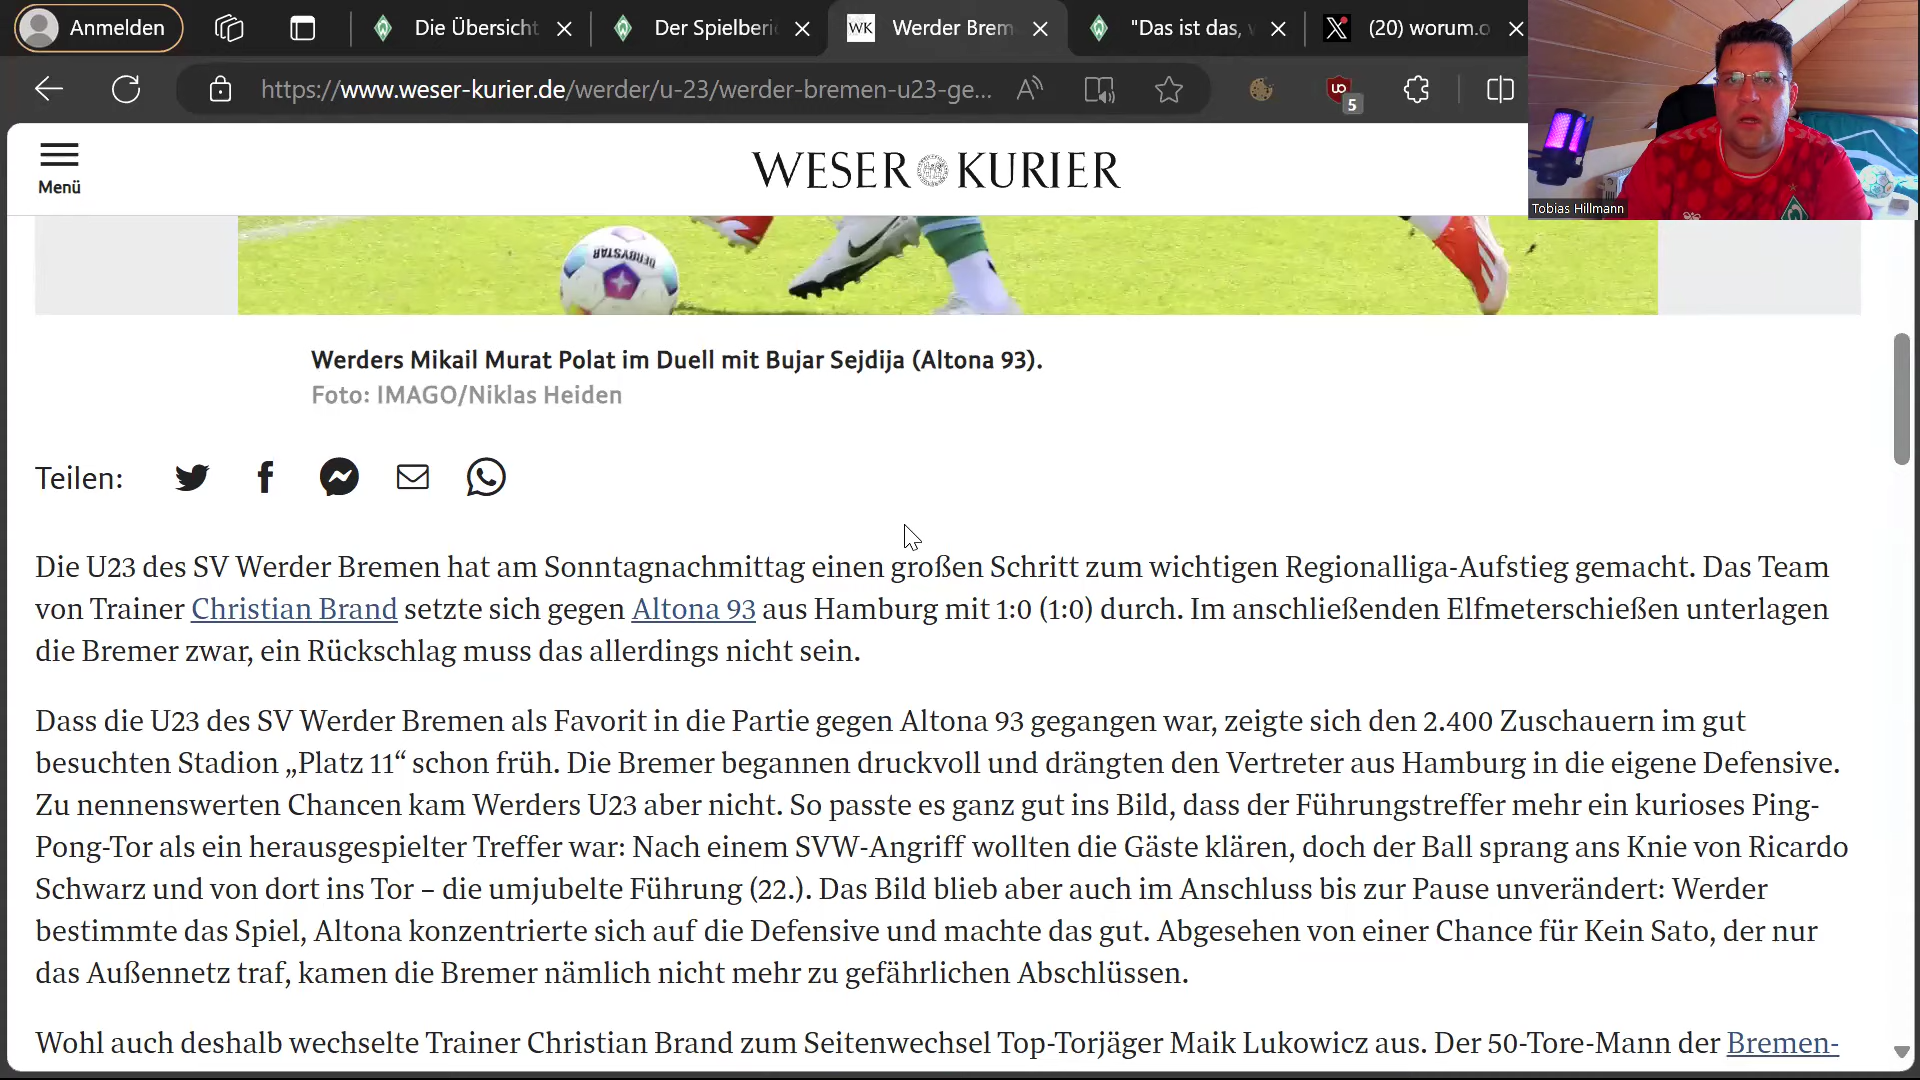 Anmelden
Die Übersicht
Der Spielberi
WK
Werder Brem
"Das ist das, v
(20) worum.o
https://www.weser-kurier.de/werder/u-23/werder-bremen-u23-ge...
A
UO
5
Menü
WESER KURIER
Tobias Hillmann
DERBYSTAR
Werders Mikail Murat Polat im Duell mit Bujar Sejdija (Altona 93).
Foto: IMAGO/Niklas Heiden
Teilen:
Die U23 des SV Werder Bremen hat am Sonntagnachmittag einen großen Schritt zum wichtigen Regionalliga-Aufstieg gemacht. Das Team
von Trainer Christian Brand setzte sich gegen Altona 93 aus Hamburg mit 1:0 (1:0) durch. Im anschließenden Elfmeterschießen unterlagen
die Bremer zwar, ein Rückschlag muss das allerdings nicht sein.
Dass die U23 des SV Werder Bremen als Favorit in die Partie gegen Altona 93 gegangen war, zeigte sich den 2.400 Zuschauern im gut
besuchten Stadion „Platz 11“ schon früh. Die Bremer begannen druckvoll und drängten den Vertreter aus Hamburg in die eigene Defensive.
Zu nennenswerten Chancen kam Werders U23 aber nicht. So passte es ganz gut ins Bild, dass der Führungstreffer mehr ein kurioses Ping-
Pong-Tor als ein herausgespielter Treffer war: Nach einem SVW-Angriff wollten die Gäste klären, doch der Ball sprang ans Knie von Ricardo
Schwarz und von dort ins Tor – die umjubelte Führung (22.). Das Bild blieb aber auch im Anschluss bis zur Pause unverändert: Werder
bestimmte das Spiel, Altona konzentrierte sich auf die Defensive und machte das gut. Abgesehen von einer Chance für Kein Sato, der nur
das Außennetz traf, kamen die Bremer nämlich nicht mehr zu gefährlichen Abschlüssen.
Wohl auch deshalb wechselte Trainer Christian Brand zum Seitenwechsel Top-Torjäger Maik Lukowicz aus. Der 50-Tore-Mann der Bremen-